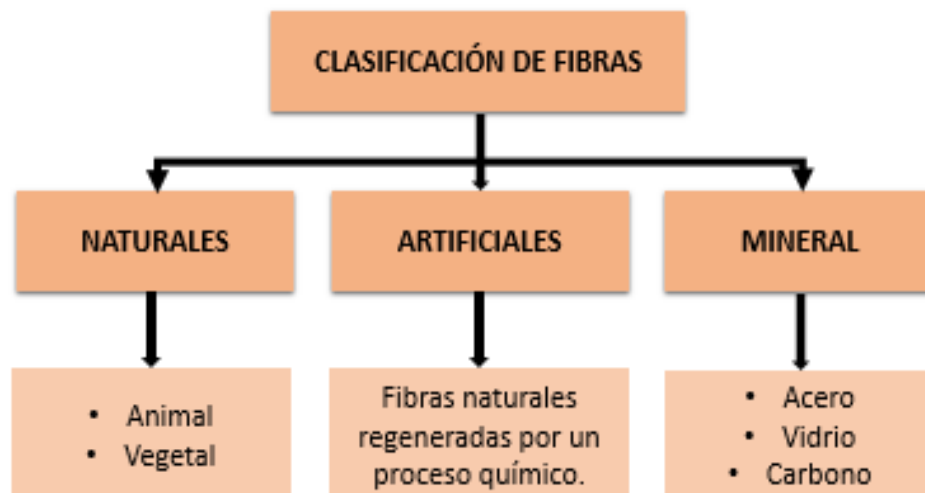 CLASIFICACIÓN DE FIBRAS
NATURALES
ARTIFICIALES
MINERAL
• Animal
• Vegetal
Fibras naturales
regeneradas por un
proceso químico.
• Acero
• Vidrio
• Carbono